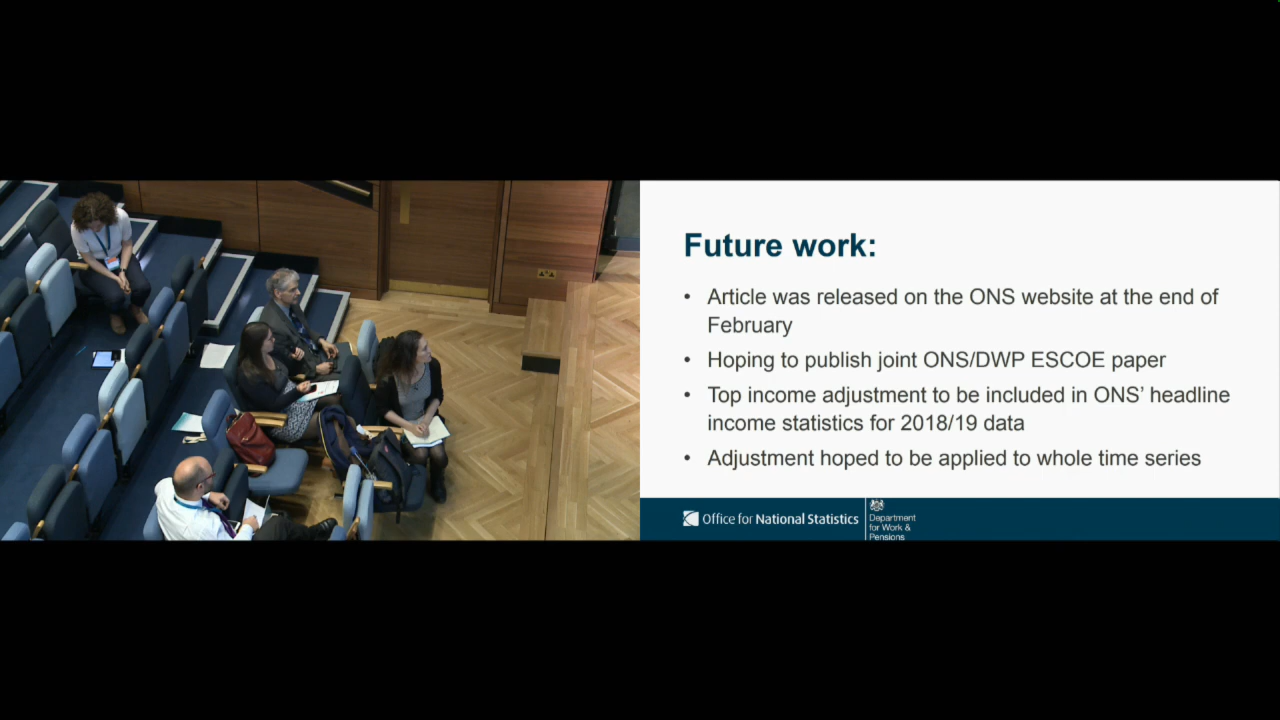 Future work:
• Article was released on the ONS website at the end of
February
• Hoping to publish joint ONS/DWP ESCOE paper
• Top income adjustment to be included in ONS’ headline
income statistics for 2018/19 data
• Adjustment hoped to be applied to whole time series
Office for National Statistics
Department
for Work &
Pensions